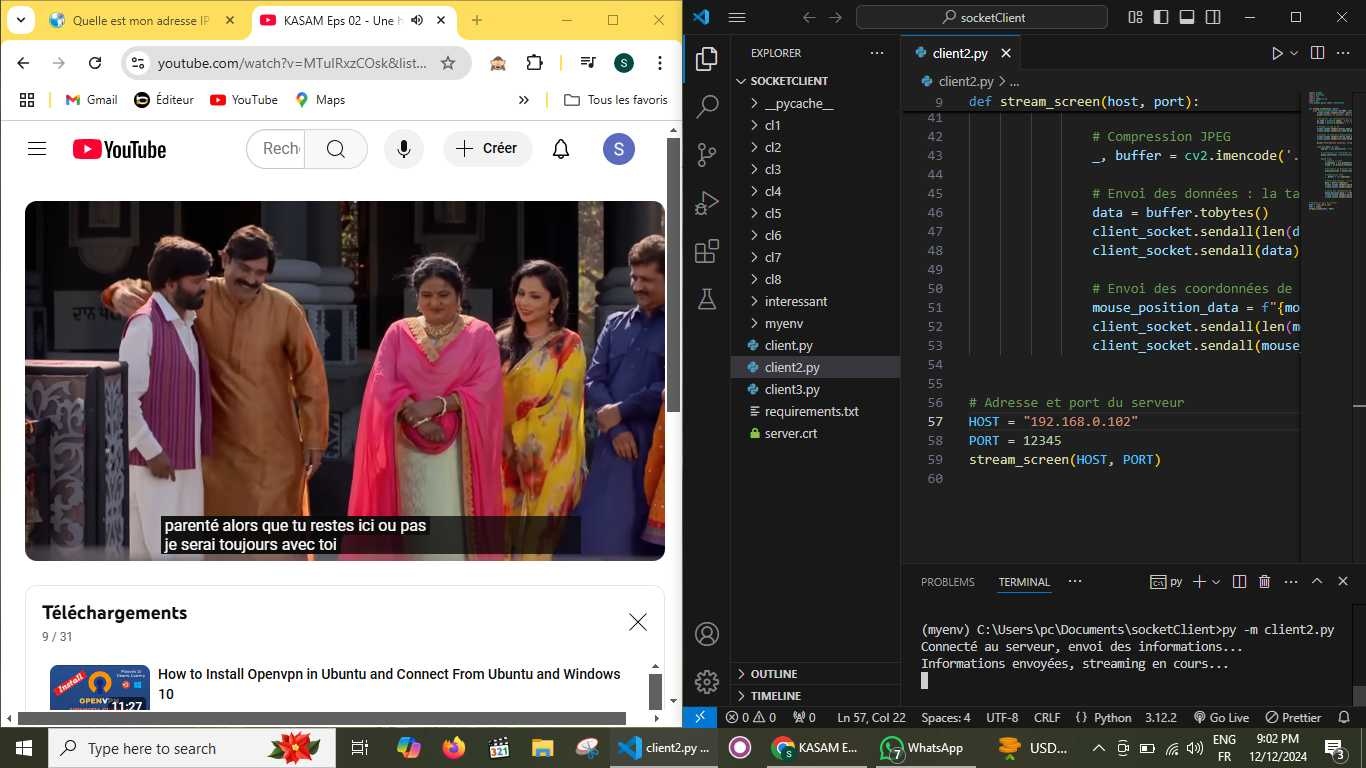 Quelle est mon adresse IP
KASAM Eps 02 - Une h
youtube.com/watch?v=MTulRxzCOsk&list...
S
Gmail
Éditeur
YouTube
Maps
»
Tous les favoris
YouTube
Rech
Créer
S
parenté alors que tu restes ici ou pas
je serai toujours avec toi
Téléchargements
9 / 31
Install
OPENVPN
11:27
How to Install Openvpn in Ubuntu and Connect From Ubuntu and Windows
10
socketClient
EXPLORER
SOCKETCLIENT
__pycache__
cl1
cl2
cl3
cl4
cl5
cl6
cl7
cl8
interessant
myenv
client.py
client2.py
client3.py
requirements.txt
server.crt
OUTLINE
TIMELINE
client2.py
client2.py > ...
9 def stream_screen(host, port):
41
42 # Compression JPEG
43 _, buffer = cv2.imencode('.
44
45 # Envoi des données : la ta
46 data = buffer.tobytes()
47 client_socket.sendall(len(d
48 client_socket.sendall(data)
49
50 # Envoi des coordonnées de
51 mouse_position_data = f"{mo
52 client_socket.sendall(len(m
53 client_socket.sendall(mouse_
54
55
56 # Adresse et port du serveur
57 HOST = "192.168.0.102"
58 PORT = 12345
59 stream_screen(HOST, PORT)
60
PROBLEMS
TERMINAL
py
(myenv) C:\Users\pc\Documents\socketClient>py -m client2.py
Connecté au serveur, envoi des informations...
Informations envoyées, streaming en cours...
0 0 0
Ln 57, Col 22
Spaces: 4
UTF-8
CRLF
{ } Python
3.12.2
Go Live
Prettier
Type here to search
321
client2.py ...
KASAM E...
7
WhatsApp
USD...
ENG
FR
9:02 PM
12/12/2024
3